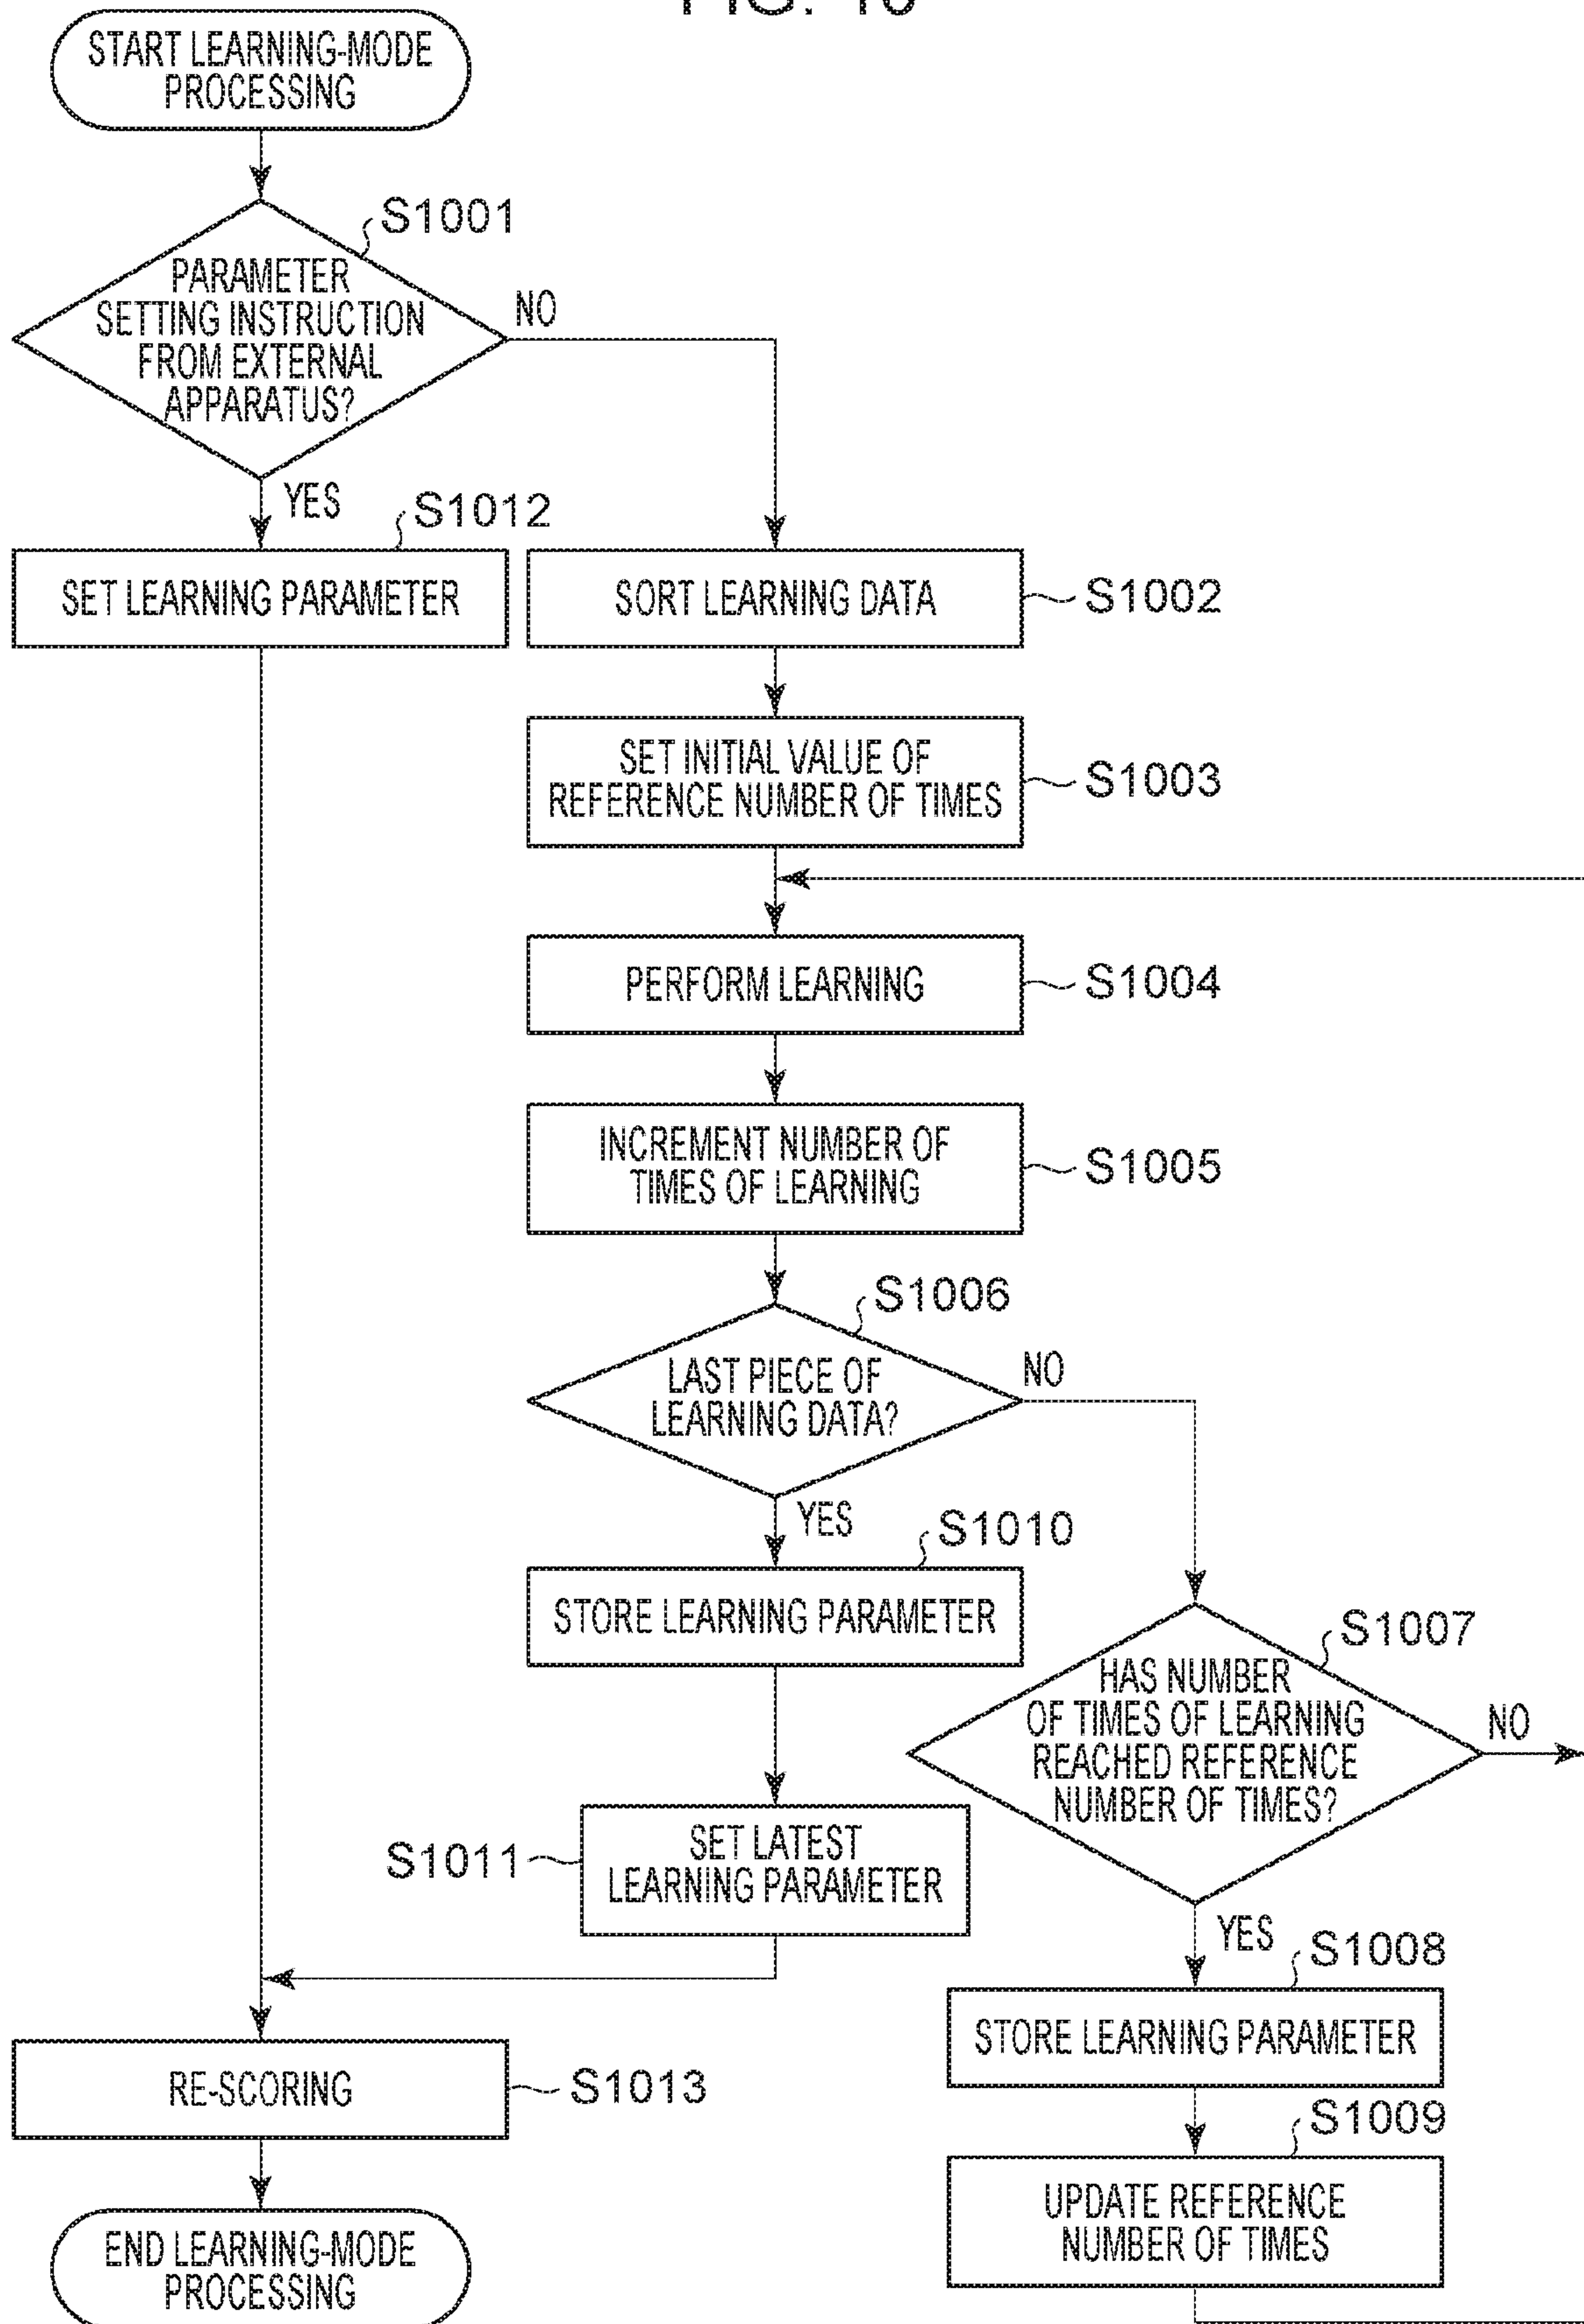 START LEARNING-MODE
PROCESSING
S1001
PARAMETER
SETTING INSTRUCTION
FROM EXTERNAL
APPARATUS?
NO
YES
S1012
SET LEARNING PARAMETER
SORT LEARNING DATA
S1002
SET INITIAL VALUE OF
REFERENCE NUMBER OF TIMES
S1003
PERFORM LEARNING
S1004
INCREMENT NUMBER OF
TIMES OF LEARNING
S1005
S1006
LAST PIECE OF
LEARNING DATA?
NO
YES
S1010
STORE LEARNING PARAMETER
S1007
HAS NUMBER
OF TIMES OF LEARNING
REACHED REFERENCE
NUMBER OF TIMES?
NO
S1011
SET LATEST
LEARNING PARAMETER
YES
S1008
STORE LEARNING PARAMETER
RE-SCORING
S1013
S1009
UPDATE REFERENCE
NUMBER OF TIMES
END LEARNING-MODE
PROCESSING